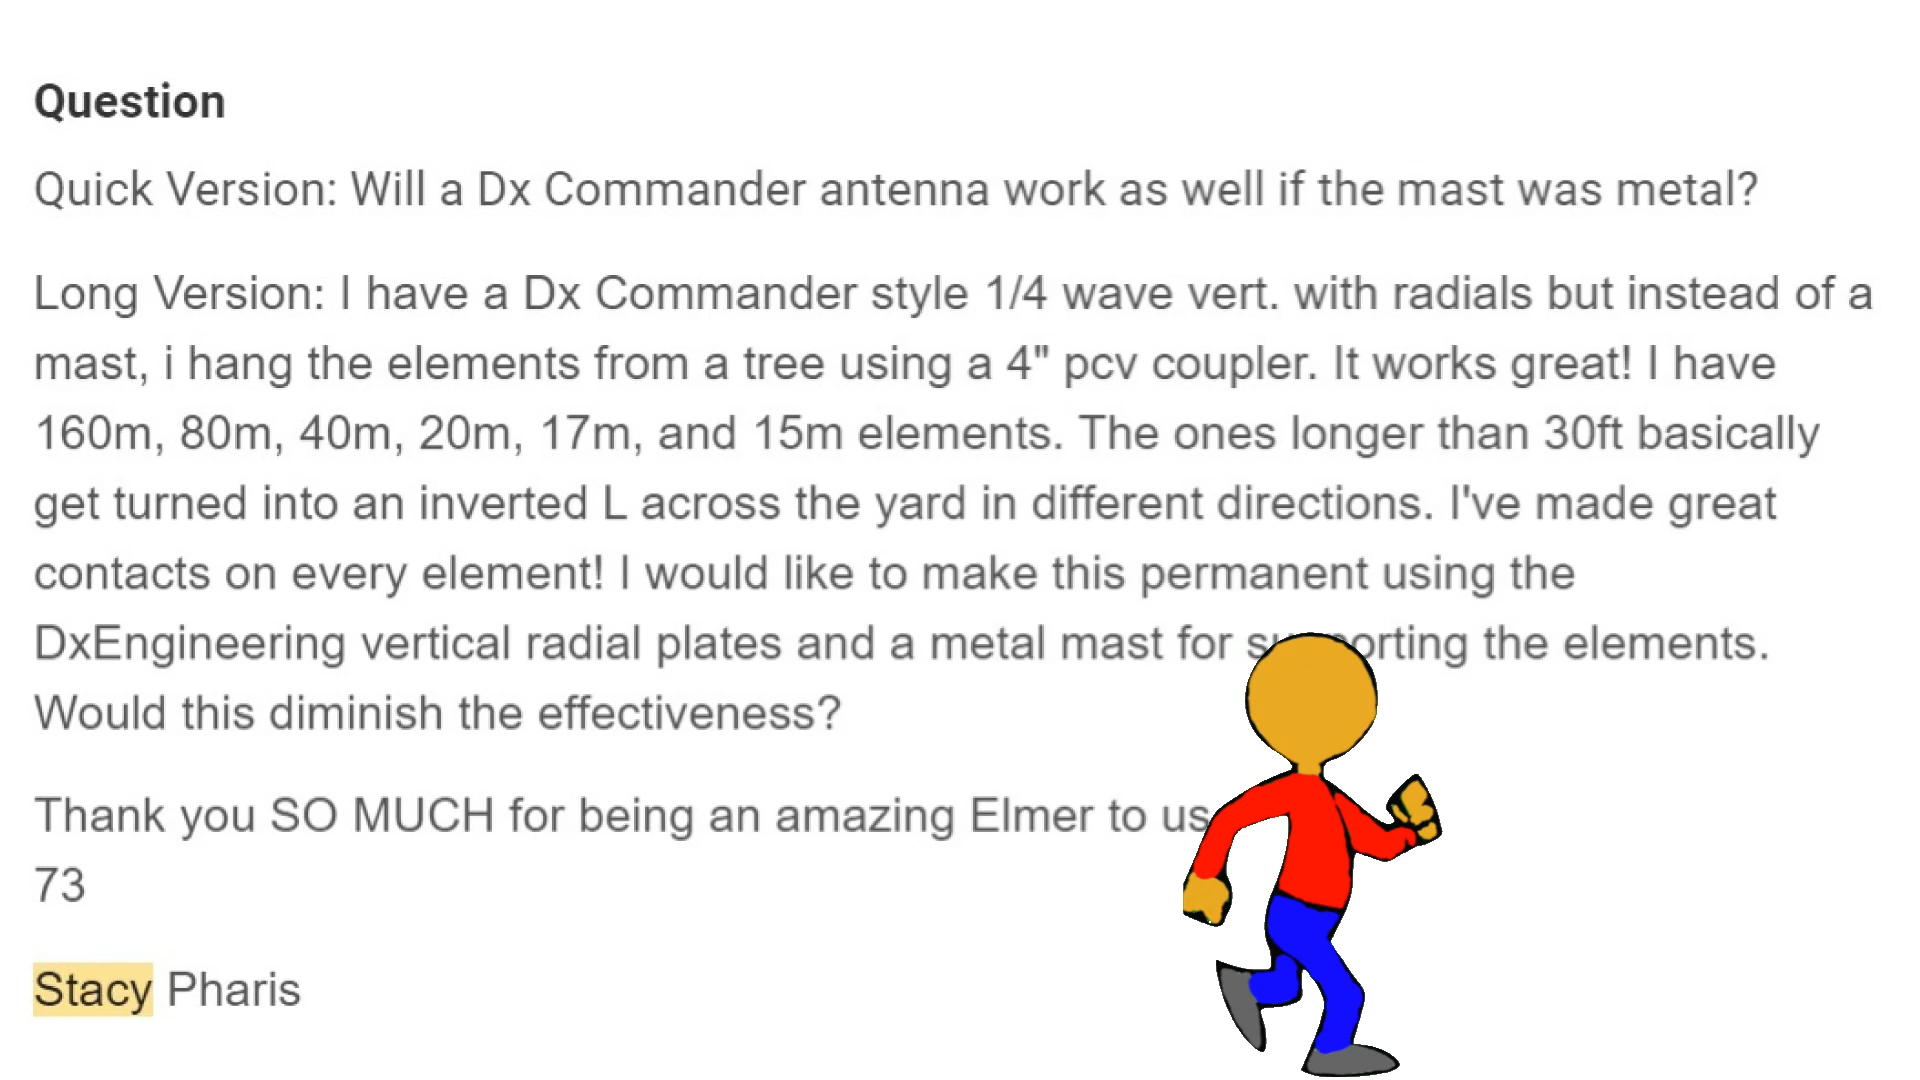 Question
Quick Version: Will a Dx Commander antenna work as well if the mast was metal?
Long Version: I have a Dx Commander style 1/4 wave vert. with radials but instead of a
mast, i hang the elements from a tree using a 4" pcv coupler. It works great! I have
160m, 80m, 40m, 20m, 17m, and 15m elements. The ones longer than 30ft basically
get turned into an inverted L across the yard in different directions. I've made great
contacts on every element! I would like to make this permanent using the
DxEngineering vertical radial plates and a metal mast for supporting the elements.
Would this diminish the effectiveness?
Thank you SO MUCH for being an amazing Elmer to us
73
Stacy Pharis